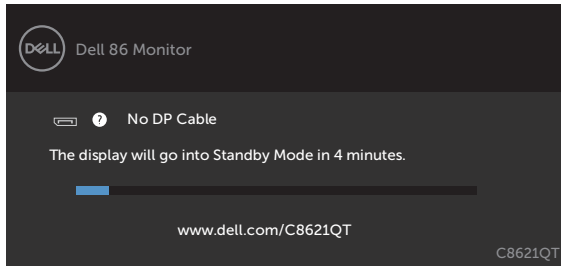 DELL
Dell 86 Monitor
? No DP Cable
The display will go into Standby Mode in 4 minutes.
www.dell.com/C8621QT
C8621QT